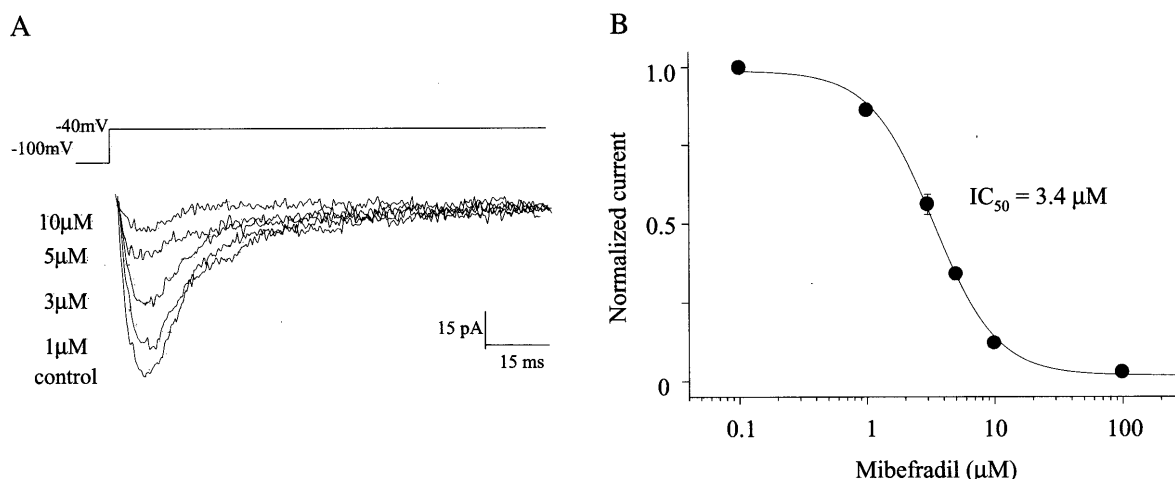 A
-40mV
-100mV
10μM
5μM
3μM
1μM
control
15 pA
15 ms
B
Normalized current
1.0
0.5
0
IC₅₀ = 3.4 μM
0.1 1 10 100
Mibefradil (μM)